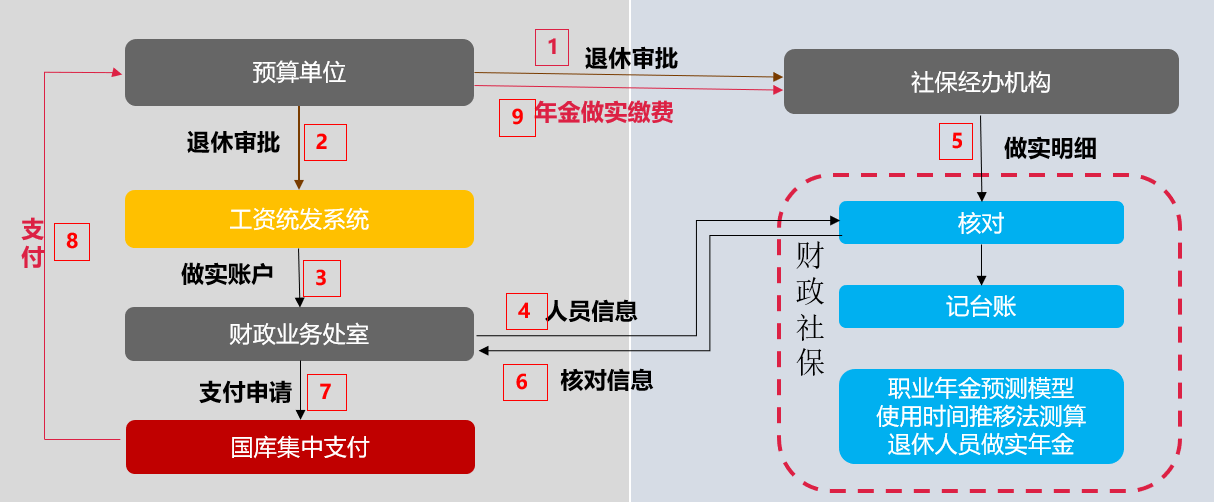 1
退休审批
预算单位
社保经办机构
9
年金做实缴费
退休审批
2
5
做实明细
工资统发系统
核对
支付
8
财政社保
做实账户
3
4
人员信息
记台账
财政业务处室
6
核对信息
支付申请
7
职业年金预测模型
使用时间推移法测算
退休人员做实年金
国库集中支付